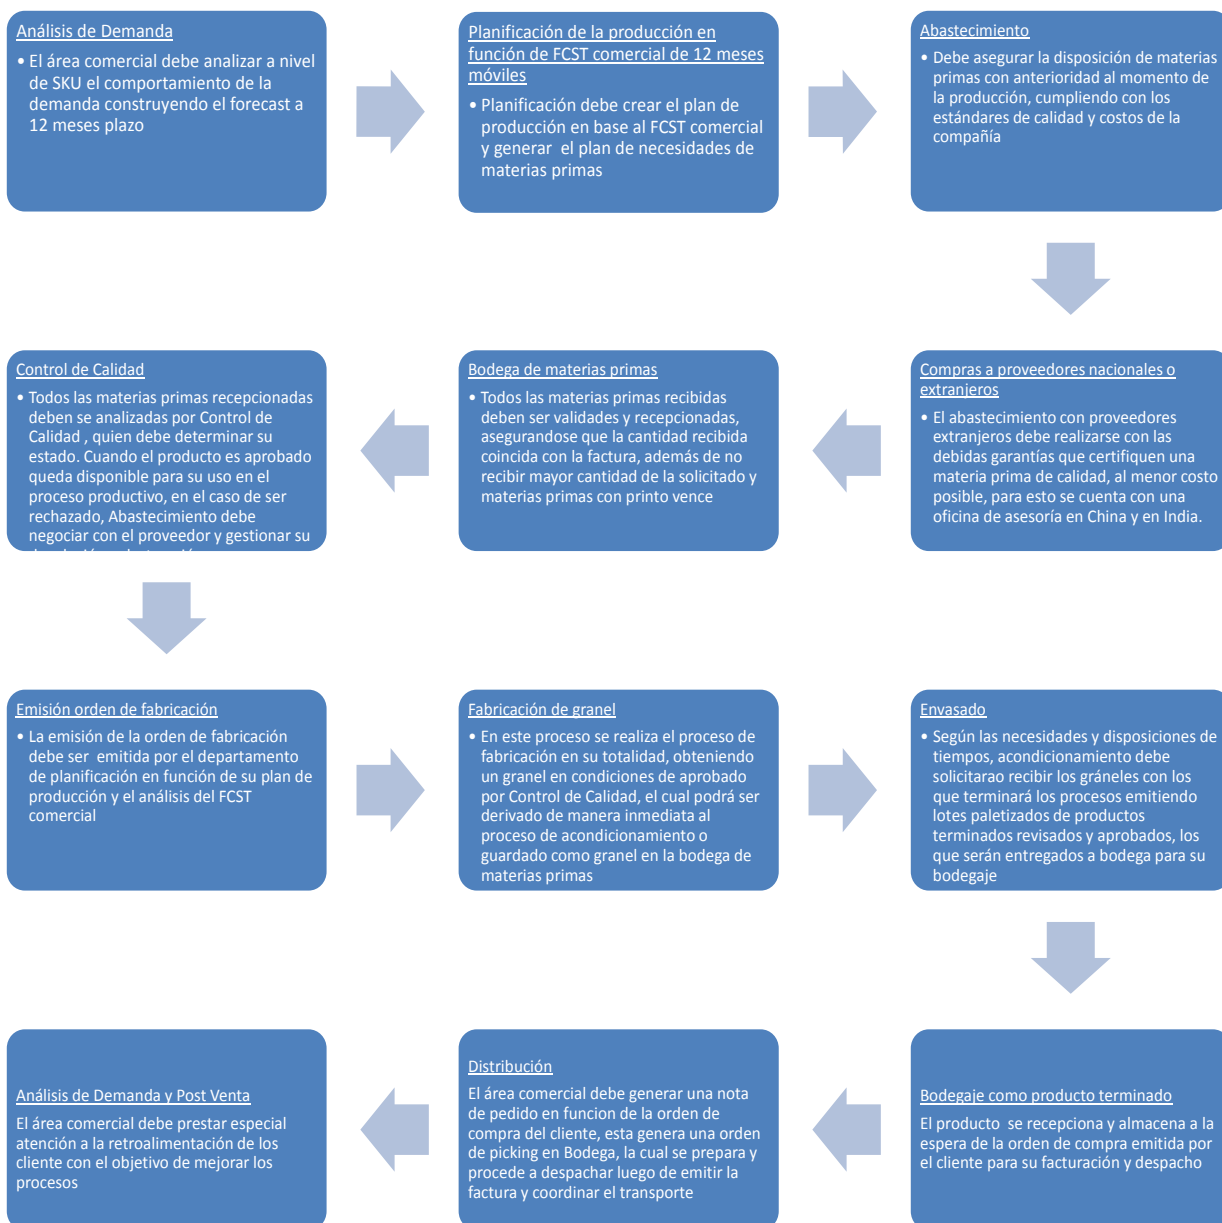 Análisis de Demanda
• El área comercial debe analizar a nivel
de SKU el comportamiento de la
demanda construyendo el forecast a
12 meses plazo
Planificación de la producción en
función de FCST comercial de 12 meses
móviles
• Planificación debe crear el plan de
producción en base al FCST comercial
y generar el plan de necesidades de
materias primas
Abastecimiento
• Debe asegurar la disposición de materias
primas con anterioridad al momento de
la producción, cumpliendo con los
estándares de calidad y costos de la
compañía
Compras a proveedores nacionales o
extranjeros
• El abastecimiento con proveedores
extranjeros debe realizarse con las
debidas garantías que certifiquen una
materia prima de calidad, al menor costo
posible, para esto se cuenta con una
oficina de asesoría en China y en India.
Bodega de materias primas
• Todos las materias primas recibidas
deben ser validades y recepcionadas,
asegurandose que la cantidad recibida
coincida con la factura, además de no
recibir mayor cantidad de la solicitado y
materias primas con printo vence
Control de Calidad
• Todos las materias primas recepcionadas
deben se analizadas por Control de
Calidad , quien debe determinar su
estado. Cuando el producto es aprobado
queda disponible para su uso en el
proceso productivo, en el caso de ser
rechazado, Abastecimiento debe
negociar con el proveedor y gestionar su
Emisión orden de fabricación
• La emisión de la orden de fabricación
debe ser emitida por el departamento
de planificación en función de su plan de
producción y el análisis del FCST
comercial
Fabricación de granel
• En este proceso se realiza el proceso de
fabricación en su totalidad, obteniendo
un granel en condiciones de aprobado
por Control de Calidad, el cual podrá ser
derivado de manera inmediata al
proceso de acondicionamiento o
guardado como granel en la bodega de
materias primas
Envasado
• Según las necesidades y disposiciones de
tiempos, acondicionamiento debe
solicitarao recibir los gráneles con los
que terminará los procesos emitiendo
lotes paletizados de productos
terminados revisados y aprobados, los
que serán entregados a bodega para su
bodegaje
Bodegaje como producto terminado
El producto se recepciona y almacena a la
espera de la orden de compra emitida por
el cliente para su facturación y despacho
Distribución
El área comercial debe generar una nota
de pedido en funcion de la orden de
compra del cliente, esta genera una orden
de picking en Bodega, la cual se prepara y
procede a despachar luego de emitir la
factura y coordinar el transporte
Análisis de Demanda y Post Venta
El área comercial debe prestar especial
atención a la retroalimentación de los
cliente con el objetivo de mejorar los
procesos